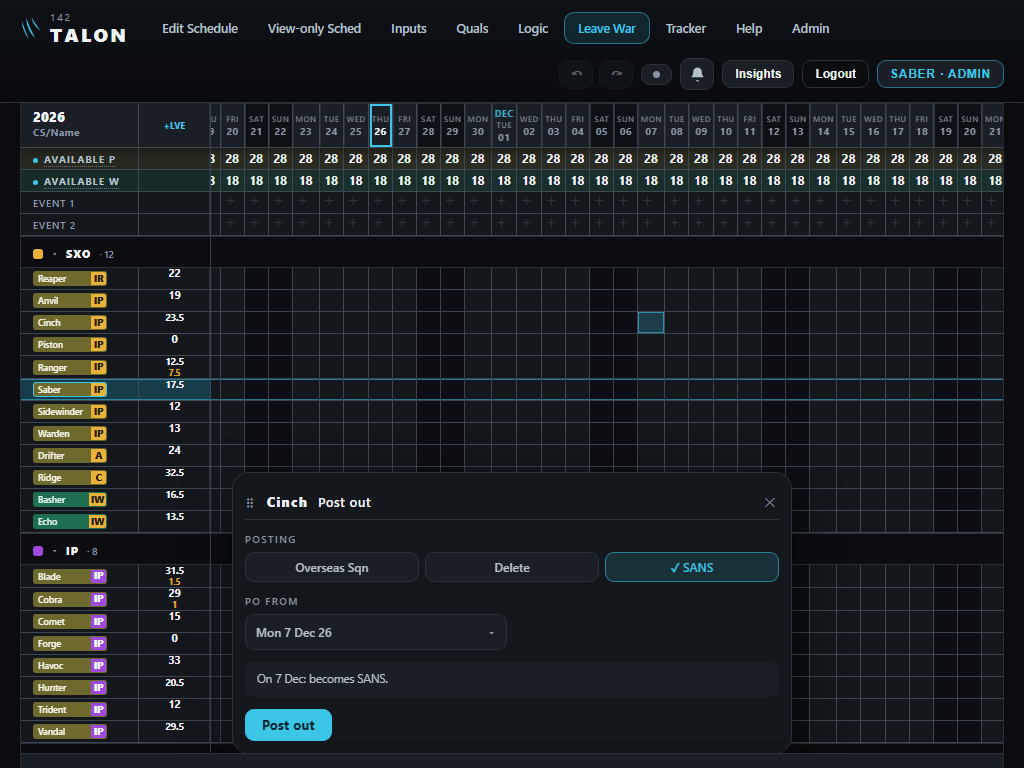 142
TALON
Edit Schedule View-only Sched Inputs Quals Logic Leave War Tracker Help Admin
Insights Logout SABER · ADMIN
2026
CS/Name
+LVE
FRI 20 SAT 21 SUN 22 MON 23 TUE 24 WED 25 THU 26 FRI 27 SAT 28 SUN 29 MON 30 DEC TUE 01 WED 02 THU 03 FRI 04 SAT 05 SUN 06 MON 07 TUE 08 WED 09 THU 10 FRI 11 SAT 12 SUN 13 MON 14 TUE 15 WED 16 THU 17 FRI 18 SAT 19 SUN 20 MON 21
AVAILABLE P 28 28 28 28 28 28 28 28 28 28 28 28 28 28 28 28 28 28 28 28 28 28 28 28 28 28 28 28 28 28 28 28
AVAILABLE W 18 18 18 18 18 18 18 18 18 18 18 18 18 18 18 18 18 18 18 18 18 18 18 18 18 18 18 18 18 18 18 18
EVENT 1 + + + + + + + + + + + + + + + + + + + + + + + + + + + + + + + +
EVENT 2 + + + + + + + + + + + + + + + + + + + + + + + + + + + + + + + +
SXO · 12
Reaper IR 22
Anvil IP 19
Cinch IP 23.5
Piston IP 0
Ranger IP 12.5
7.5
Saber IP 17.5
Sidewinder IP 12
Warden IP 13
Drifter A 24
Ridge C 32.5
Basher IW 16.5
Echo IW 13.5
IP · 8
Blade IP 31.5
1.5
Cobra IP 29
1
Comet IP 15
Forge IP 0
Havoc IP 33
Hunter IP 20.5
Trident IP 12
Vandal IP 29.5
Cinch Post out
POSTING
Overseas Sqn Delete ✓ SANS
PO FROM
Mon 7 Dec 26
On 7 Dec: becomes SANS.
Post out